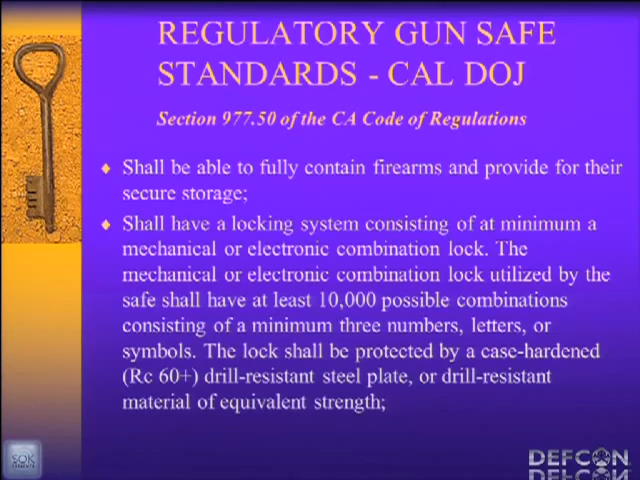 REGULATORY GUN SAFE
STANDARDS - CAL DOJ
Section 977.50 of the CA Code of Regulations
Shall be able to fully contain firearms and provide for their
secure storage;
Shall have a locking system consisting of at minimum a
mechanical or electronic combination lock. The
mechanical or electronic combination lock utilized by the
safe shall have at least 10,000 possible combinations
consisting of a minimum three numbers, letters, or
symbols. The lock shall be protected by a case-hardened
(Rc 60+) drill-resistant steel plate, or drill-resistant
material of equivalent strength;
SOK
DEFCON